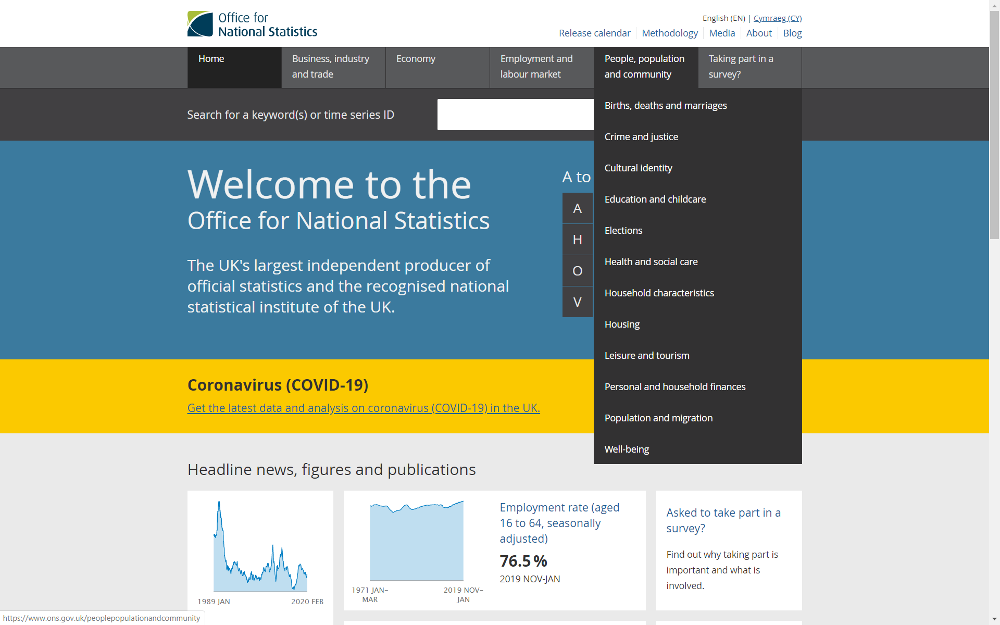 Office for
National Statistics
English (EN) | Cymraeg (CY)
Release calendar
Methodology
Media
About
Blog
Home
Business, industry
and trade
Economy
Employment and
labour market
People, population
and community
Taking part in a
survey?
Search for a keyword(s) or time series ID
Births, deaths and marriages
Crime and justice
Cultural identity
Education and childcare
Elections
Health and social care
Household characteristics
Housing
Leisure and tourism
Personal and household finances
Population and migration
Well-being
Welcome to the
Office for National Statistics
The UK's largest independent producer of
official statistics and the recognised national
statistical institute of the UK.
A to
A
H
O
V
Coronavirus (COVID-19)
Get the latest data and analysis on coronavirus (COVID-19) in the UK.
Headline news, figures and publications
1989 JAN
2020 FEB
1971 JAN–
MAR
2019 NOV–
JAN
Employment rate (aged
16 to 64, seasonally
adjusted)
76.5 %
2019 NOV-JAN
Asked to take part in a
survey?
Find out why taking part is
important and what is
involved.
https://www.ons.gov.uk/peoplepopulationandcommunity